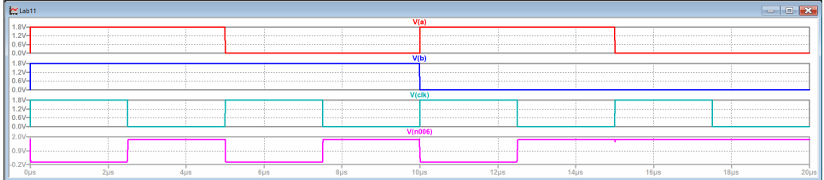 Lab11
V(a)
1.8V
1.2V
0.6V
0.0V
V(b)
1.8V
1.2V
0.6V
0.0V
V(clk)
1.8V
1.2V
0.6V
0.0V
V(n006)
2.0V
0.9V
-0.2V
0µs 2µs 4µs 6µs 8µs 10µs 12µs 14µs 16µs 18µs 20µs